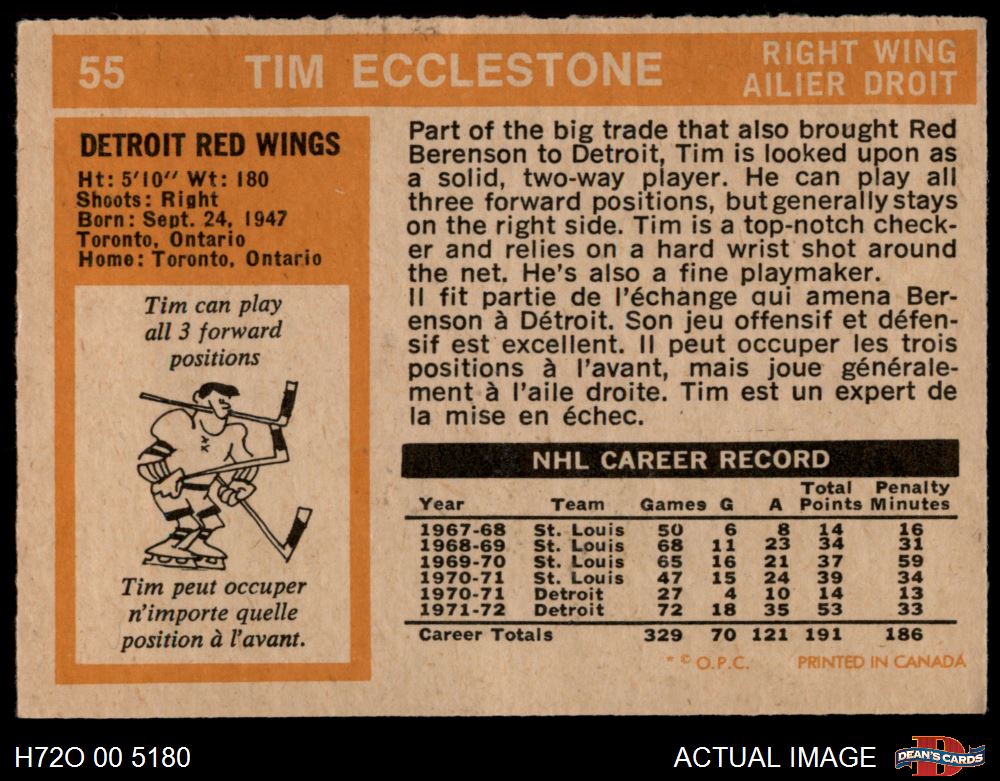 55 TIM ECCLESTONE RIGHT WING
AILIER DROIT
DETROIT RED WINGS
Ht: 5'10" Wt: 180
Shoots: Right
Born: Sept. 24, 1947
Toronto, Ontario
Home: Toronto, Ontario
Tim can play
all 3 forward
positions
Tim peut occuper
n'importe quelle
position à l'avant.
Part of the big trade that also brought Red
Berenson to Detroit, Tim is looked upon as
a solid, two-way player. He can play all
three forward positions, but generally stays
on the right side. Tim is a top-notch check-
er and relies on a hard wrist shot around
the net. He's also a fine playmaker.
Il fit partie de l'échange qui amena Ber-
enson à Détroit. Son jeu offensif et défen-
sif est excellent. Il peut occuper les trois
positions à l'avant, mais joue générale-
ment à l'aile droite. Tim est un expert de
la mise en échec.
NHL CAREER RECORD
Year Team Games G A Total Points Penalty Minutes
1967-68 St. Louis 50 6 8 14 16
1968-69 St. Louis 68 11 23 34 31
1969-70 St. Louis 65 16 21 37 59
1970-71 St. Louis 47 15 24 39 34
1970-71 Detroit 27 4 10 14 13
1971-72 Detroit 72 18 35 53 33
Career Totals 329 70 121 191 186
* © O.P.C. PRINTED IN CANADA
H72O 00 5180 ACTUAL IMAGE DEAN'S CARDS